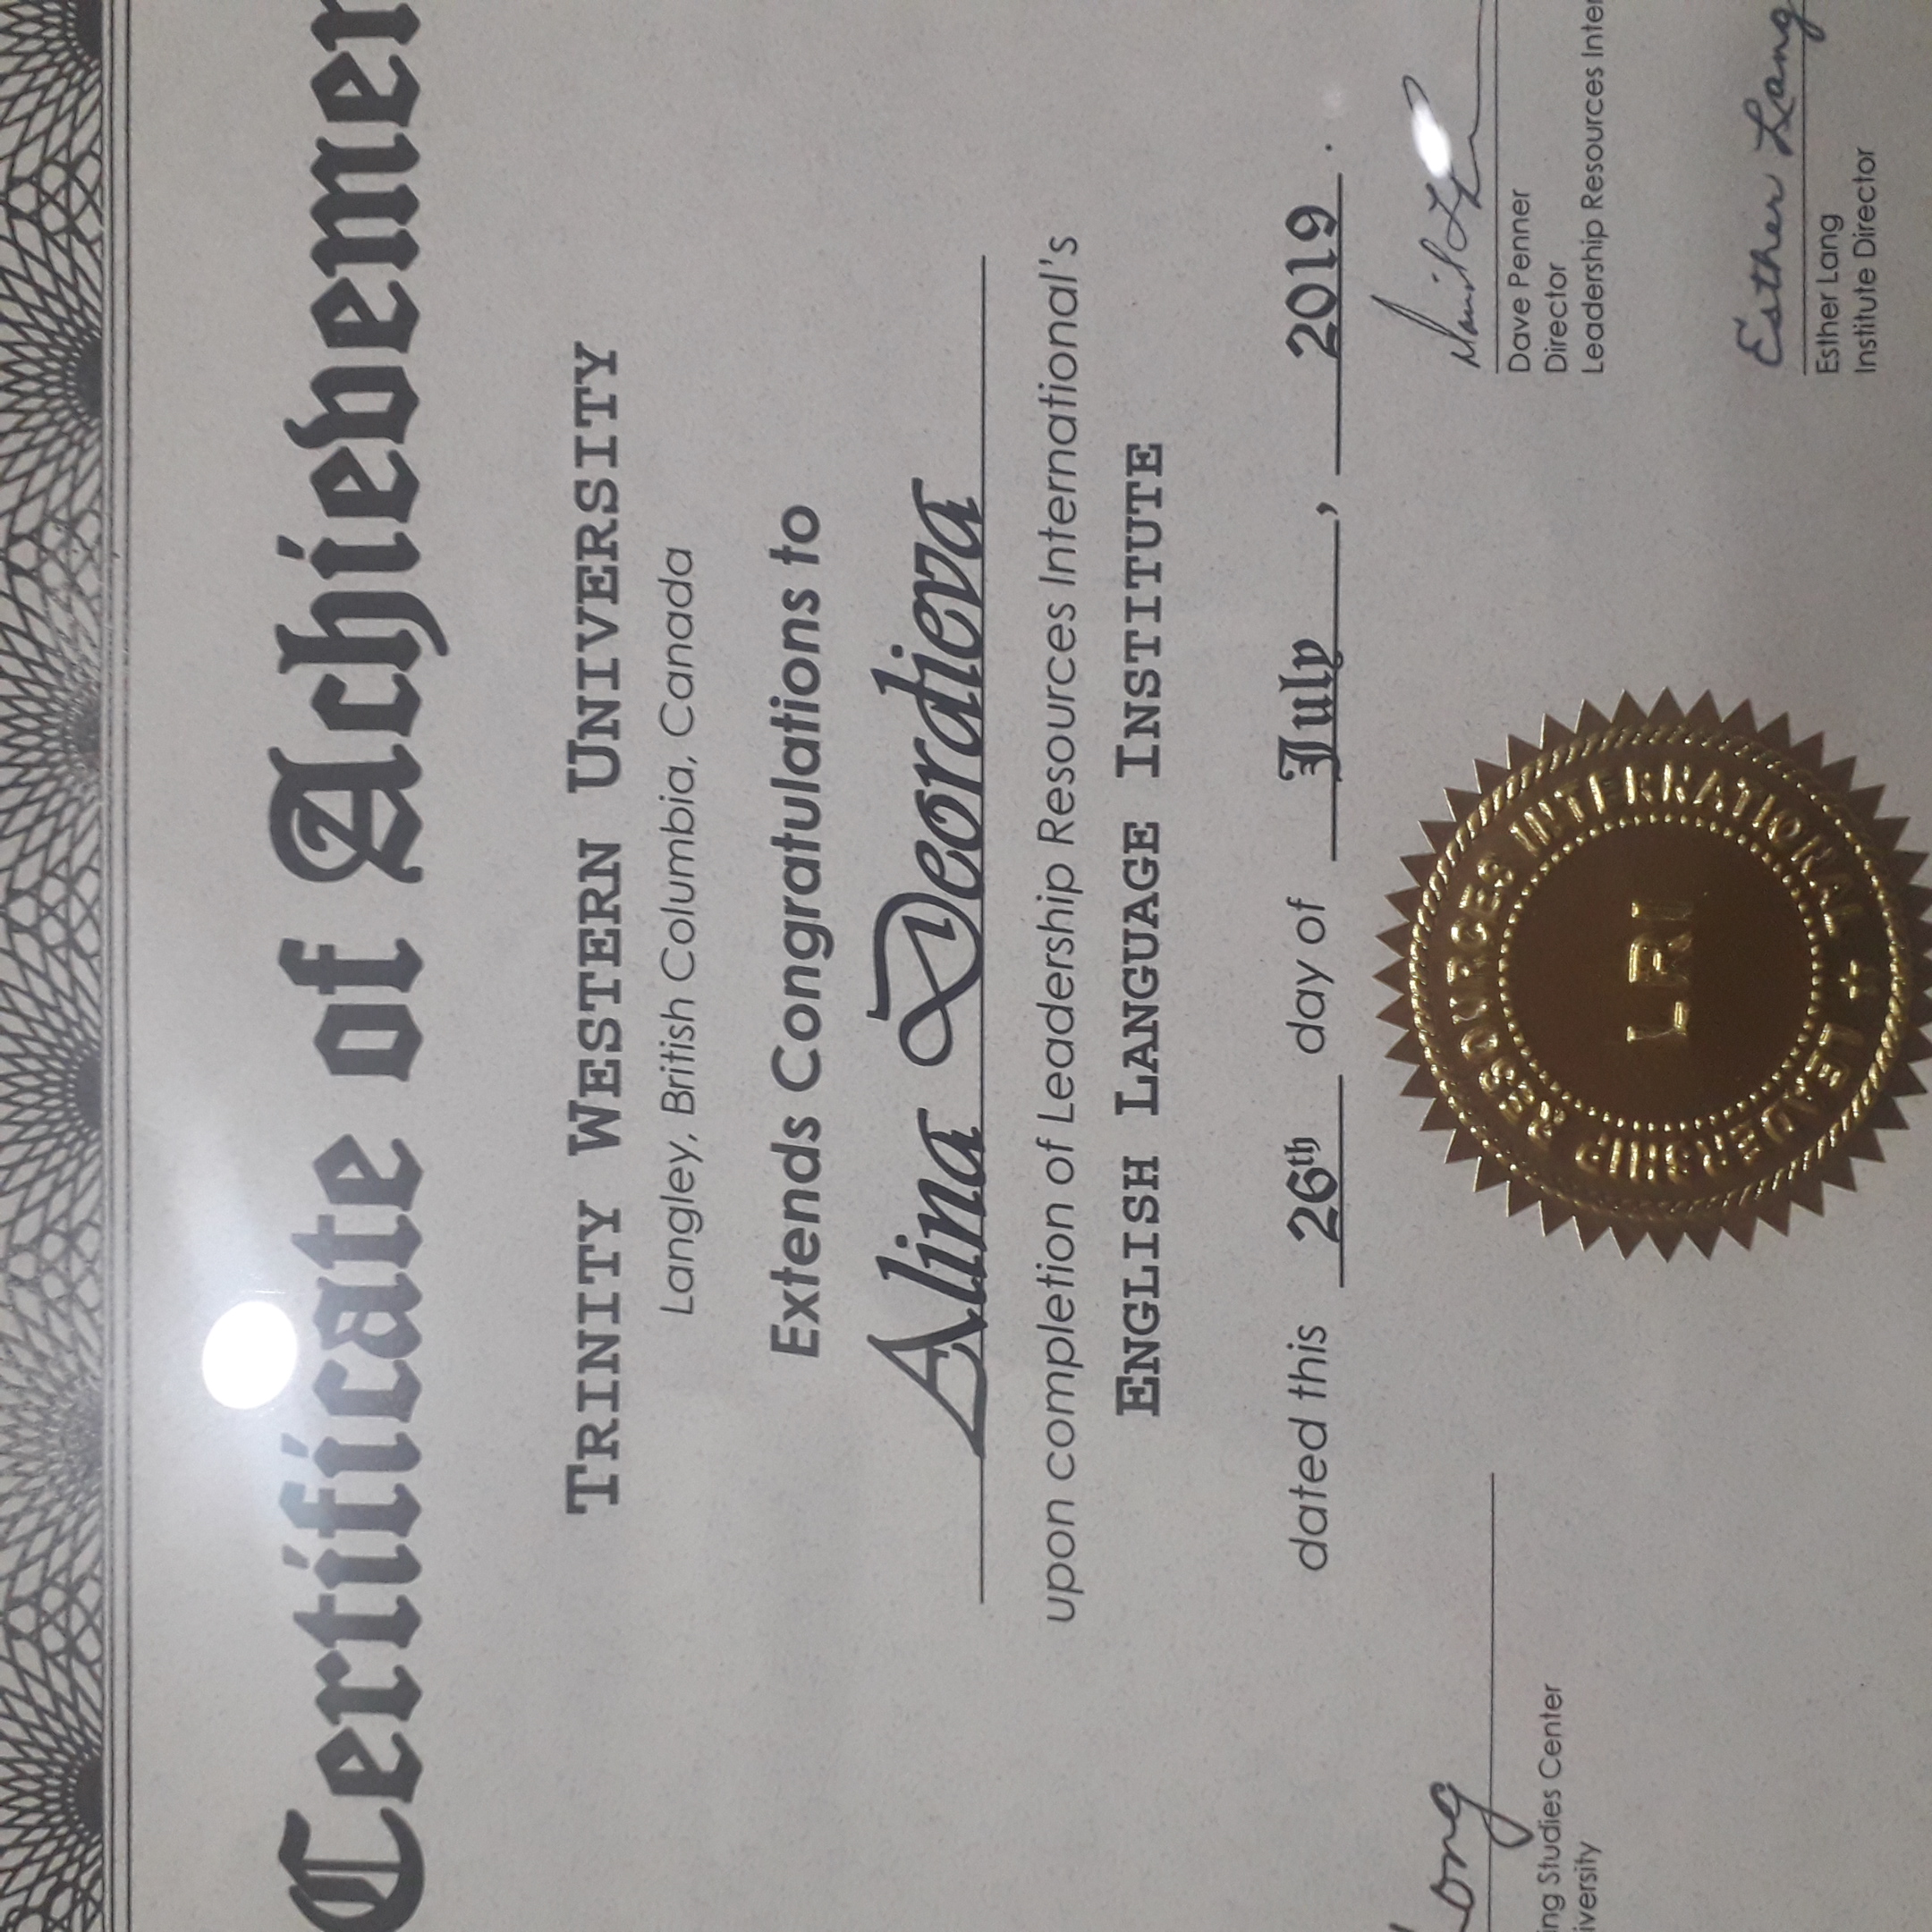 Certificate of Achievemen
TRINITY WESTERN UNIVERSITY
Langley, British Columbia, Canada
Extends Congratulations to
Alina Deordieva
upon completion of Leadership Resources International's
ENGLISH LANGUAGE INSTITUTE
dated this 26th day of July, 2019.
Dave Penner
Director
Leadership Resources Inter
Esther Lang
Esther Lang
Institute Director
ong
ing Studies Center
iversity
LEADERSHIP RESOURCES INTERNATIONAL
LRI